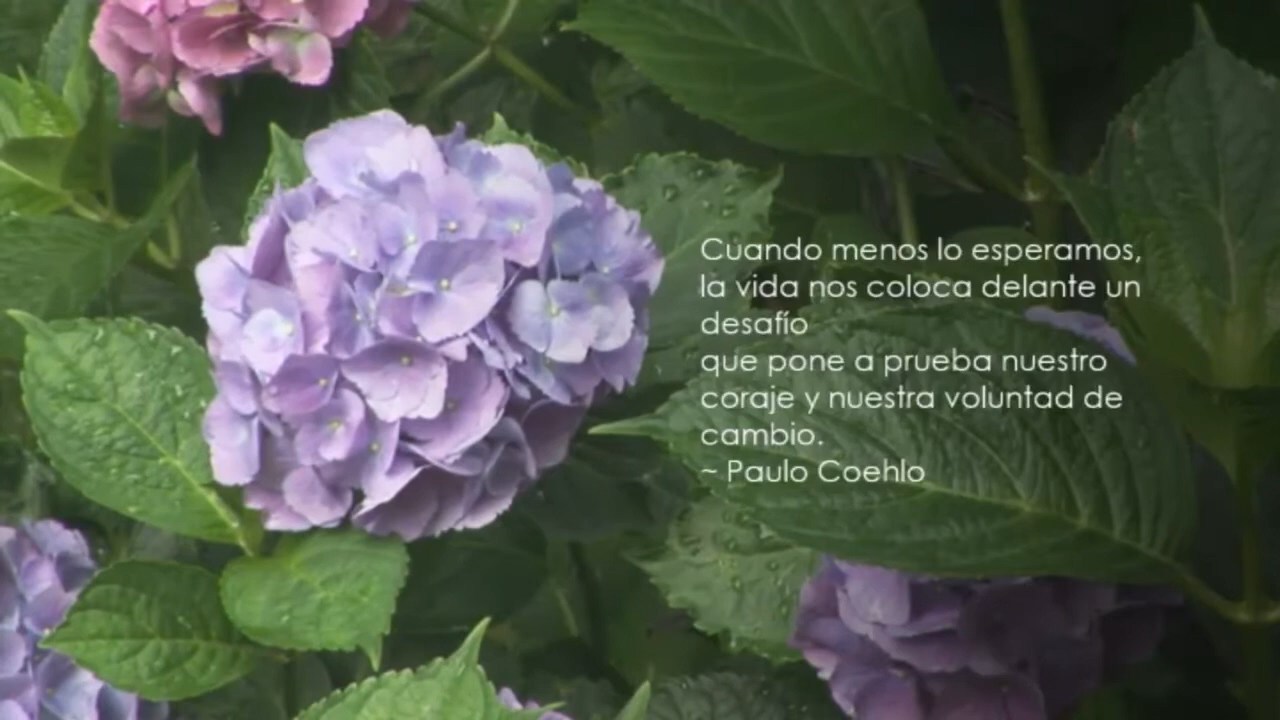 Cuando menos lo esperamos,
la vida nos coloca delante un
desafío
que pone a prueba nuestro
coraje y nuestra voluntad de
cambio.
~ Paulo Coehlo